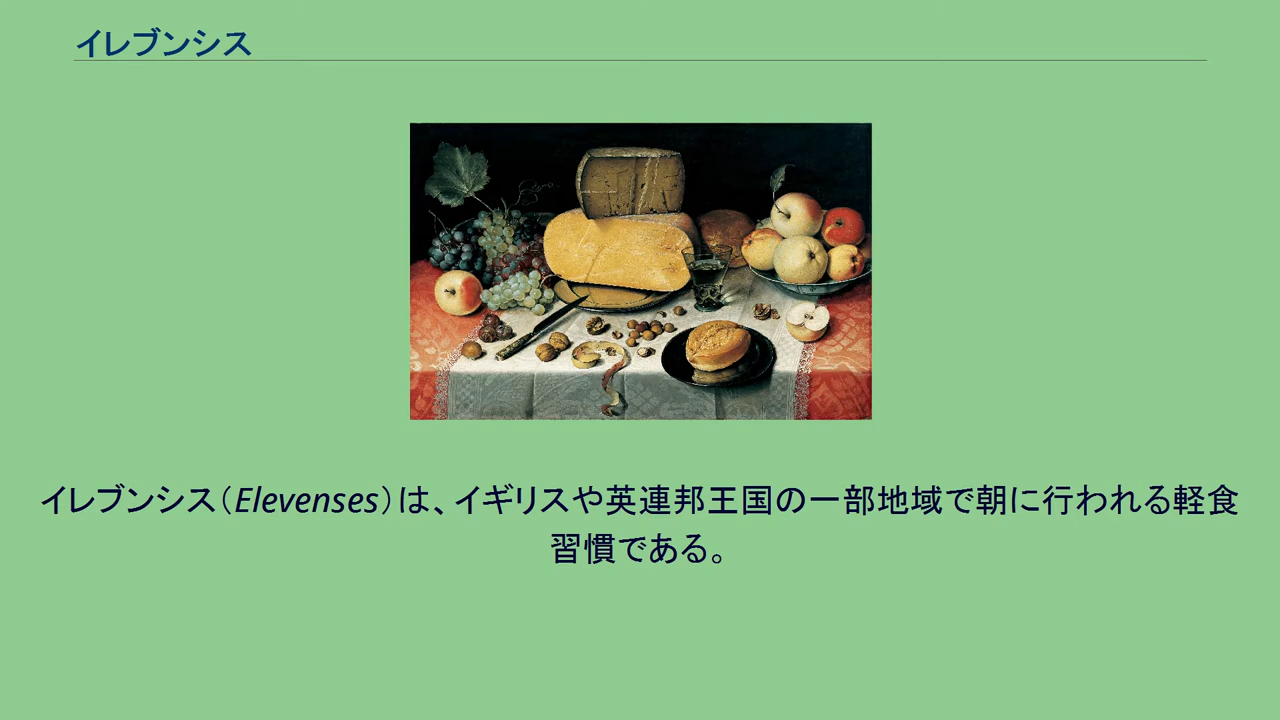 イレブンシス
イレブンシス（Elevenses）は、イギリスや英連邦王国の一部地域で朝に行われる軽食
習慣である。